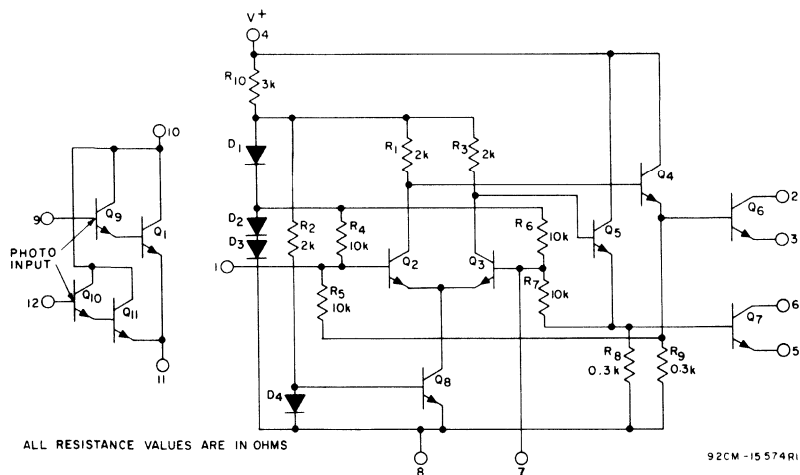 V+
4
R10
3k
10
D1
R1
2k
R3
2k
Q4
2
Q6
3
Q9
9
Q1
PHOTO
INPUT
D2
D3
R2
2k
R4
10k
R6
10k
Q5
1
Q2
Q3
R5
10k
R7
10k
12
Q10
Q11
6
Q7
5
11
R8
0.3k
R9
0.3k
Q8
D4
ALL RESISTANCE VALUES ARE IN OHMS
8
7
92CM-15574R1